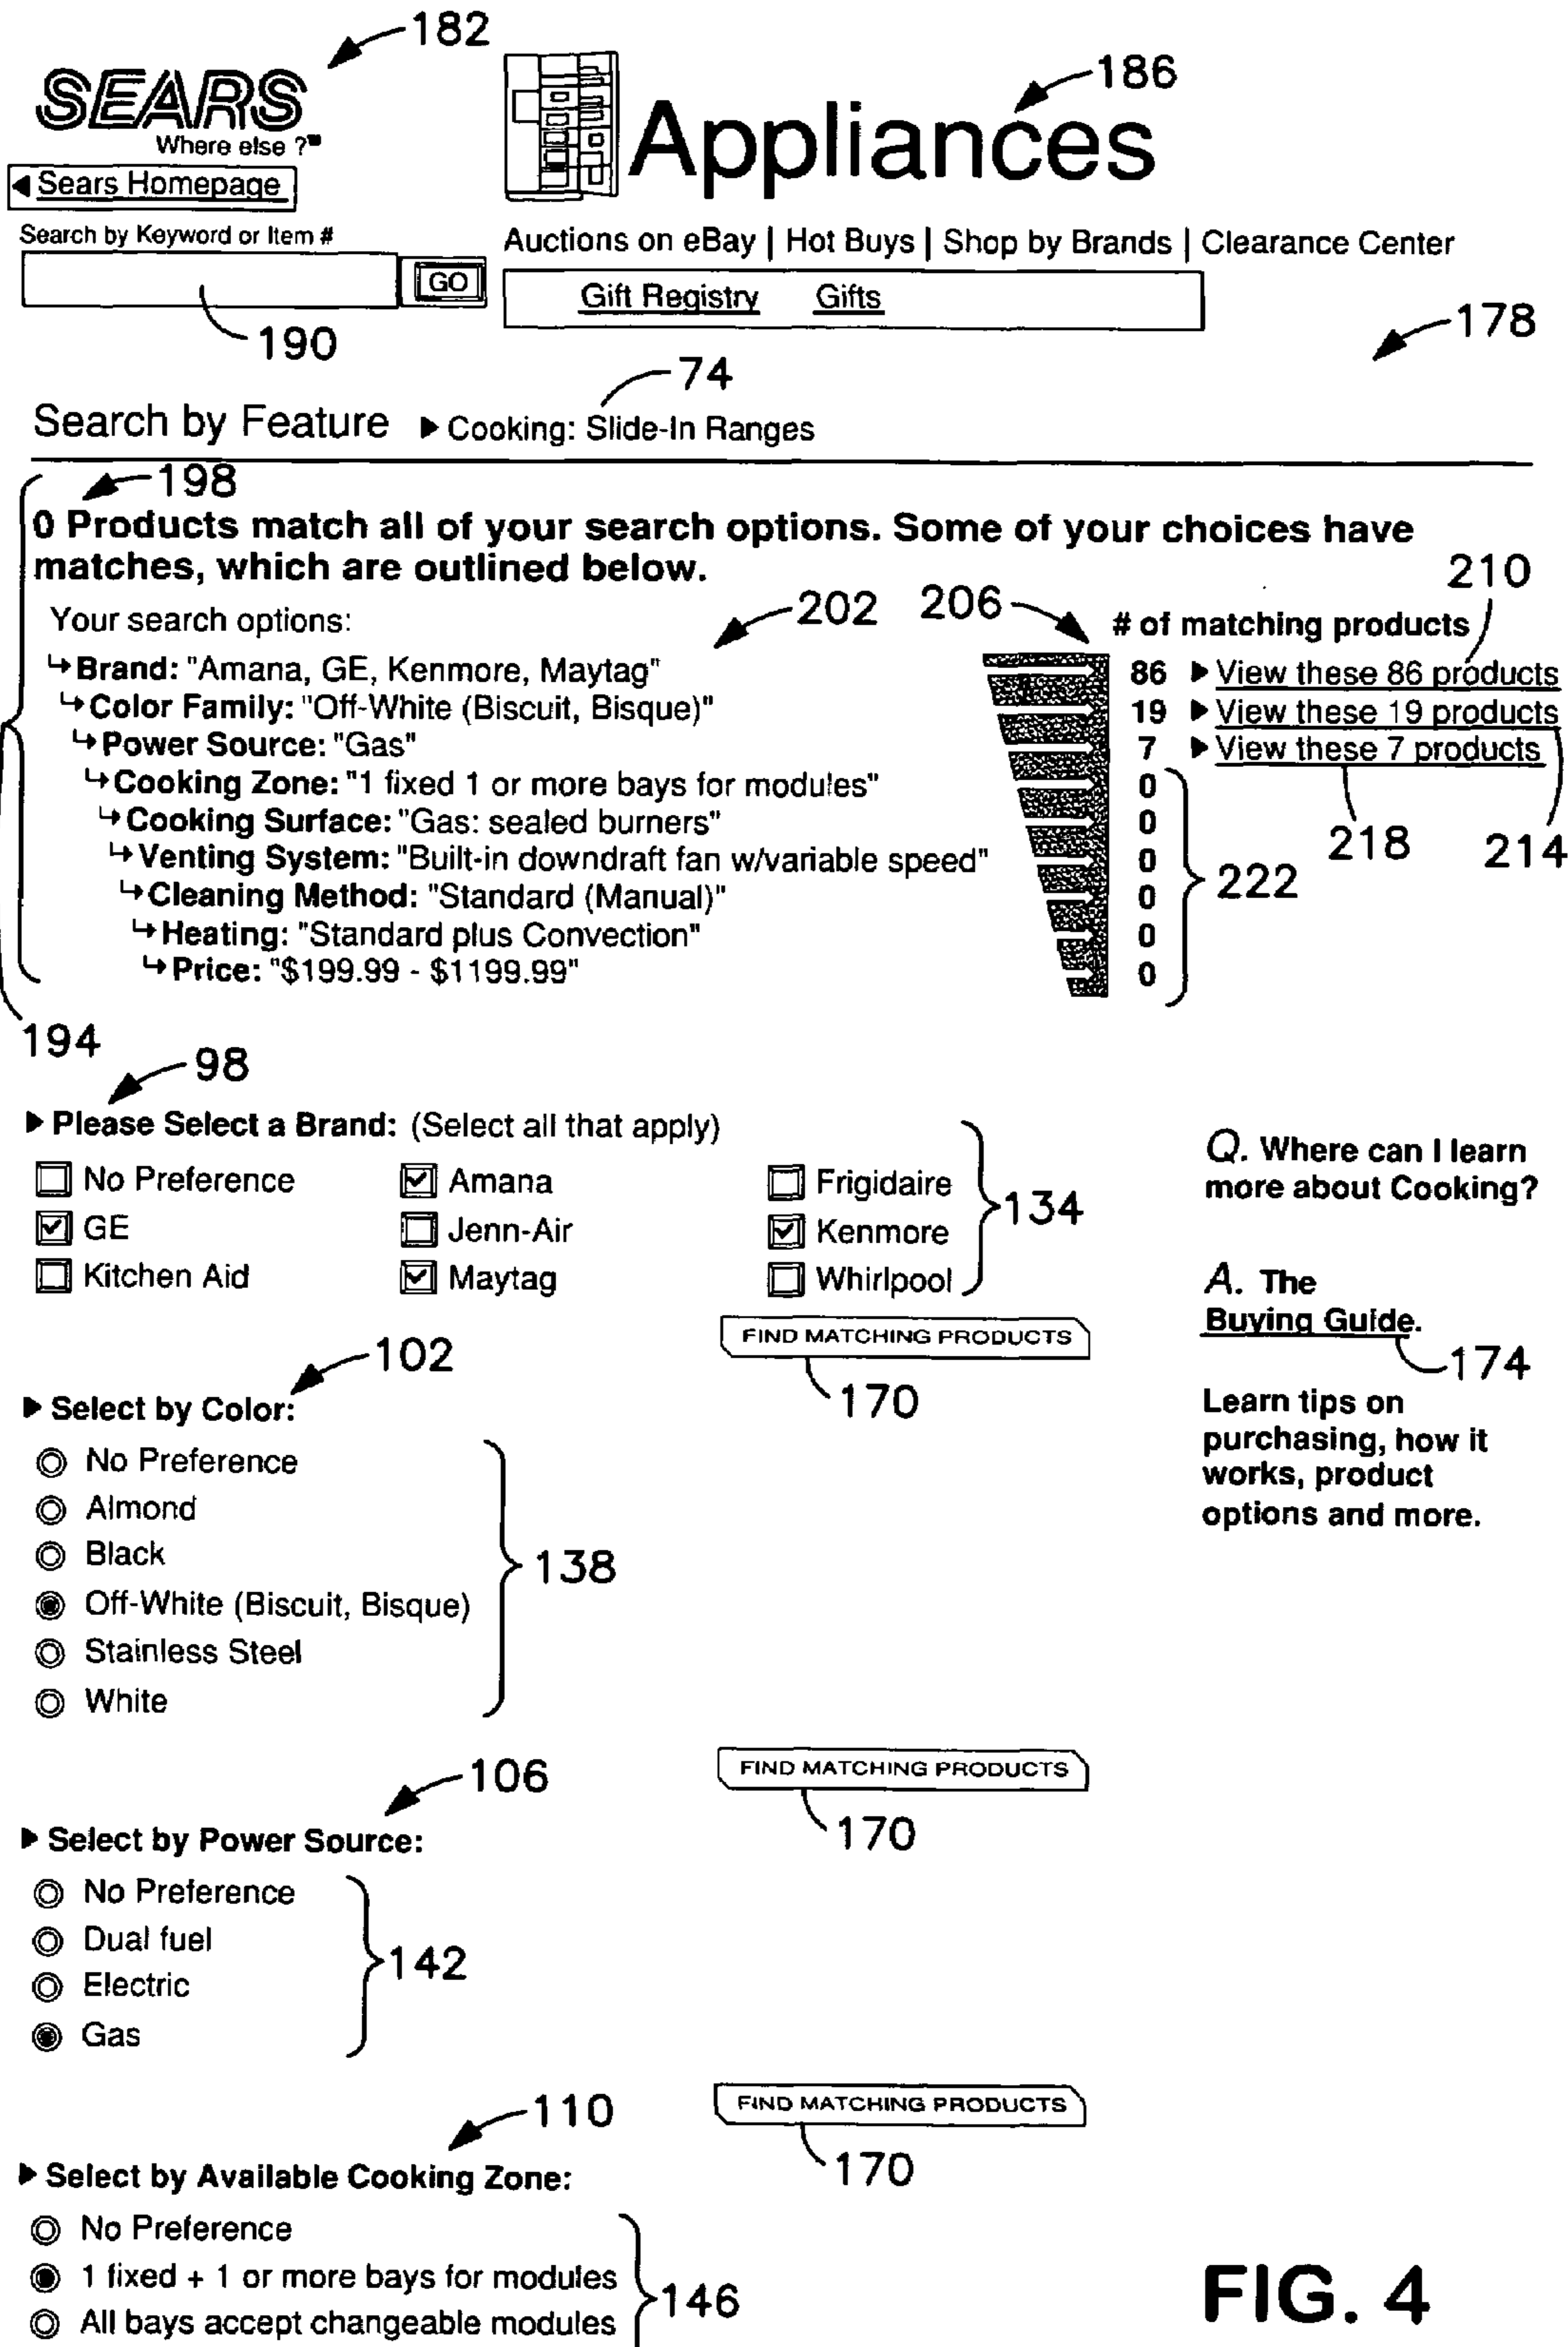 182
SEARS
Where else ?℠
186
Appliances
◀ Sears Homepage
Search by Keyword or Item #
GO
190
Auctions on eBay | Hot Buys | Shop by Brands | Clearance Center
Gift Registry Gifts
178
74
Search by Feature ▶ Cooking: Slide-In Ranges
198
0 Products match all of your search options. Some of your choices have
matches, which are outlined below.
210
Your search options:
202
206
# of matching products
↳ Brand: "Amana, GE, Kenmore, Maytag" 86 ▶ View these 86 products
↳ Color Family: "Off-White (Biscuit, Bisque)" 19 ▶ View these 19 products
↳ Power Source: "Gas" 7 ▶ View these 7 products
↳ Cooking Zone: "1 fixed 1 or more bays for modules" 0
↳ Cooking Surface: "Gas: sealed burners" 0
↳ Venting System: "Built-in downdraft fan w/variable speed" 0
↳ Cleaning Method: "Standard (Manual)" 0
↳ Heating: "Standard plus Convection" 0
↳ Price: "$199.99 - $1199.99" 0
218
214
222
194
98
▶ Please Select a Brand: (Select all that apply)
No Preference Amana Frigidaire
GE Jenn-Air Kenmore
Kitchen Aid Maytag Whirlpool
134
Q. Where can I learn
more about Cooking?
A. The
Buying Guide.
174
Learn tips on
purchasing, how it
works, product
options and more.
FIND MATCHING PRODUCTS
170
102
▶ Select by Color:
No Preference
Almond
Black
Off-White (Biscuit, Bisque)
Stainless Steel
White
138
FIND MATCHING PRODUCTS
170
106
▶ Select by Power Source:
No Preference
Dual fuel
Electric
Gas
142
FIND MATCHING PRODUCTS
170
110
▶ Select by Available Cooking Zone:
No Preference
1 fixed + 1 or more bays for modules
All bays accept changeable modules
146
FIG. 4